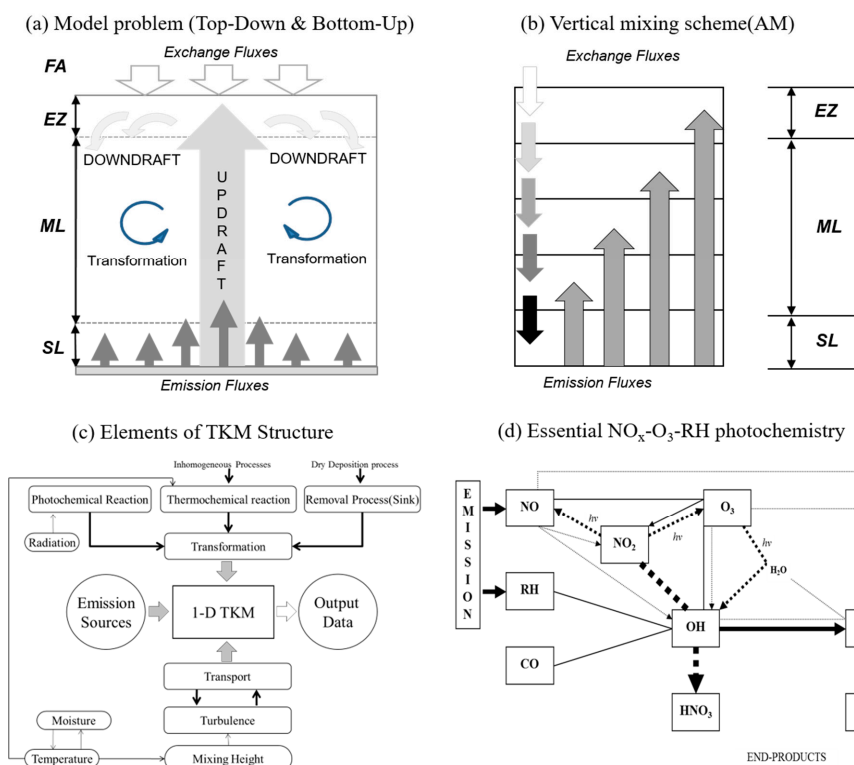 (a) Model problem (Top-Down & Bottom-Up)
Exchange Fluxes
FA
EZ
DOWNDRAFT
DOWNDRAFT
UPDRAFT
ML
Transformation
Transformation
SL
Emission Fluxes
(b) Vertical mixing scheme(AM)
Exchange Fluxes
EZ
ML
SL
Emission Fluxes
(c) Elements of TKM Structure
Inhomogeneous Processes
Dry Deposition process
Photochemical Reaction
Thermochemical reaction
Removal Process(Sink)
Radiation
Transformation
Emission
Sources
1-D TKM
Output
Data
Transport
Turbulence
Moisture
Temperature
Mixing Height
(d) Essential NOx-O3-RH photochemistry
EMISSION
NO
O3
hν
hν
NO2
H2O
RH
OH
CO
HNO3
END-PRODUCTS